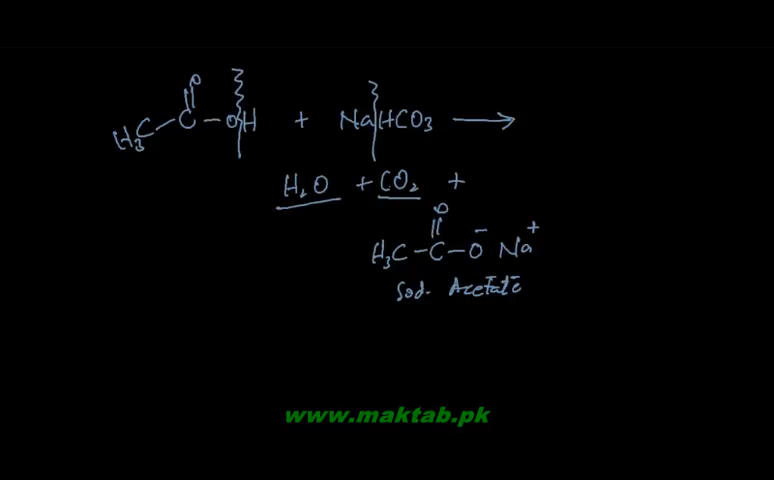 O
H₃C – C – OH + NaHCO₃ ⟶
H₂O + CO₂ +
O
H₃C – C – O⁻ Na⁺
Sod. Acetate
www.maktab.pk